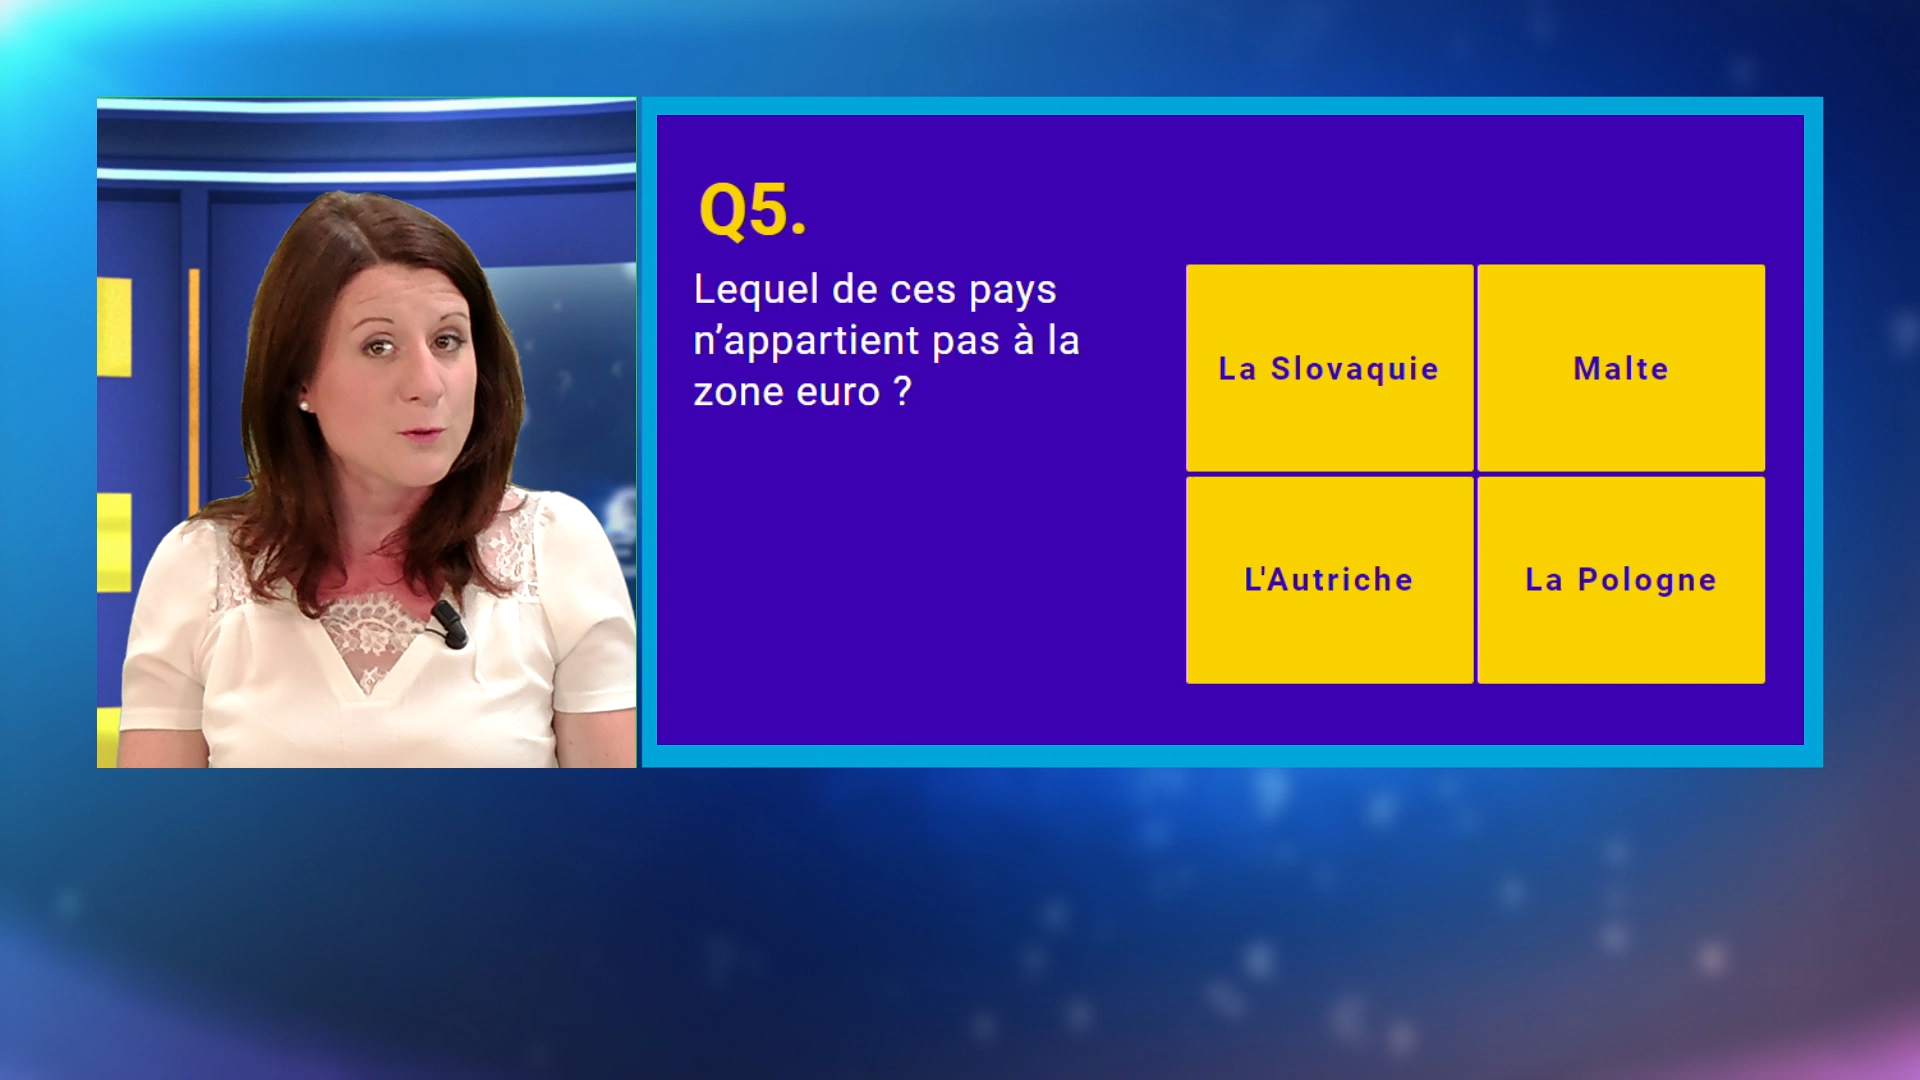 Q5.
Lequel de ces pays
n’appartient pas à la
zone euro ?
La Slovaquie
Malte
L'Autriche
La Pologne